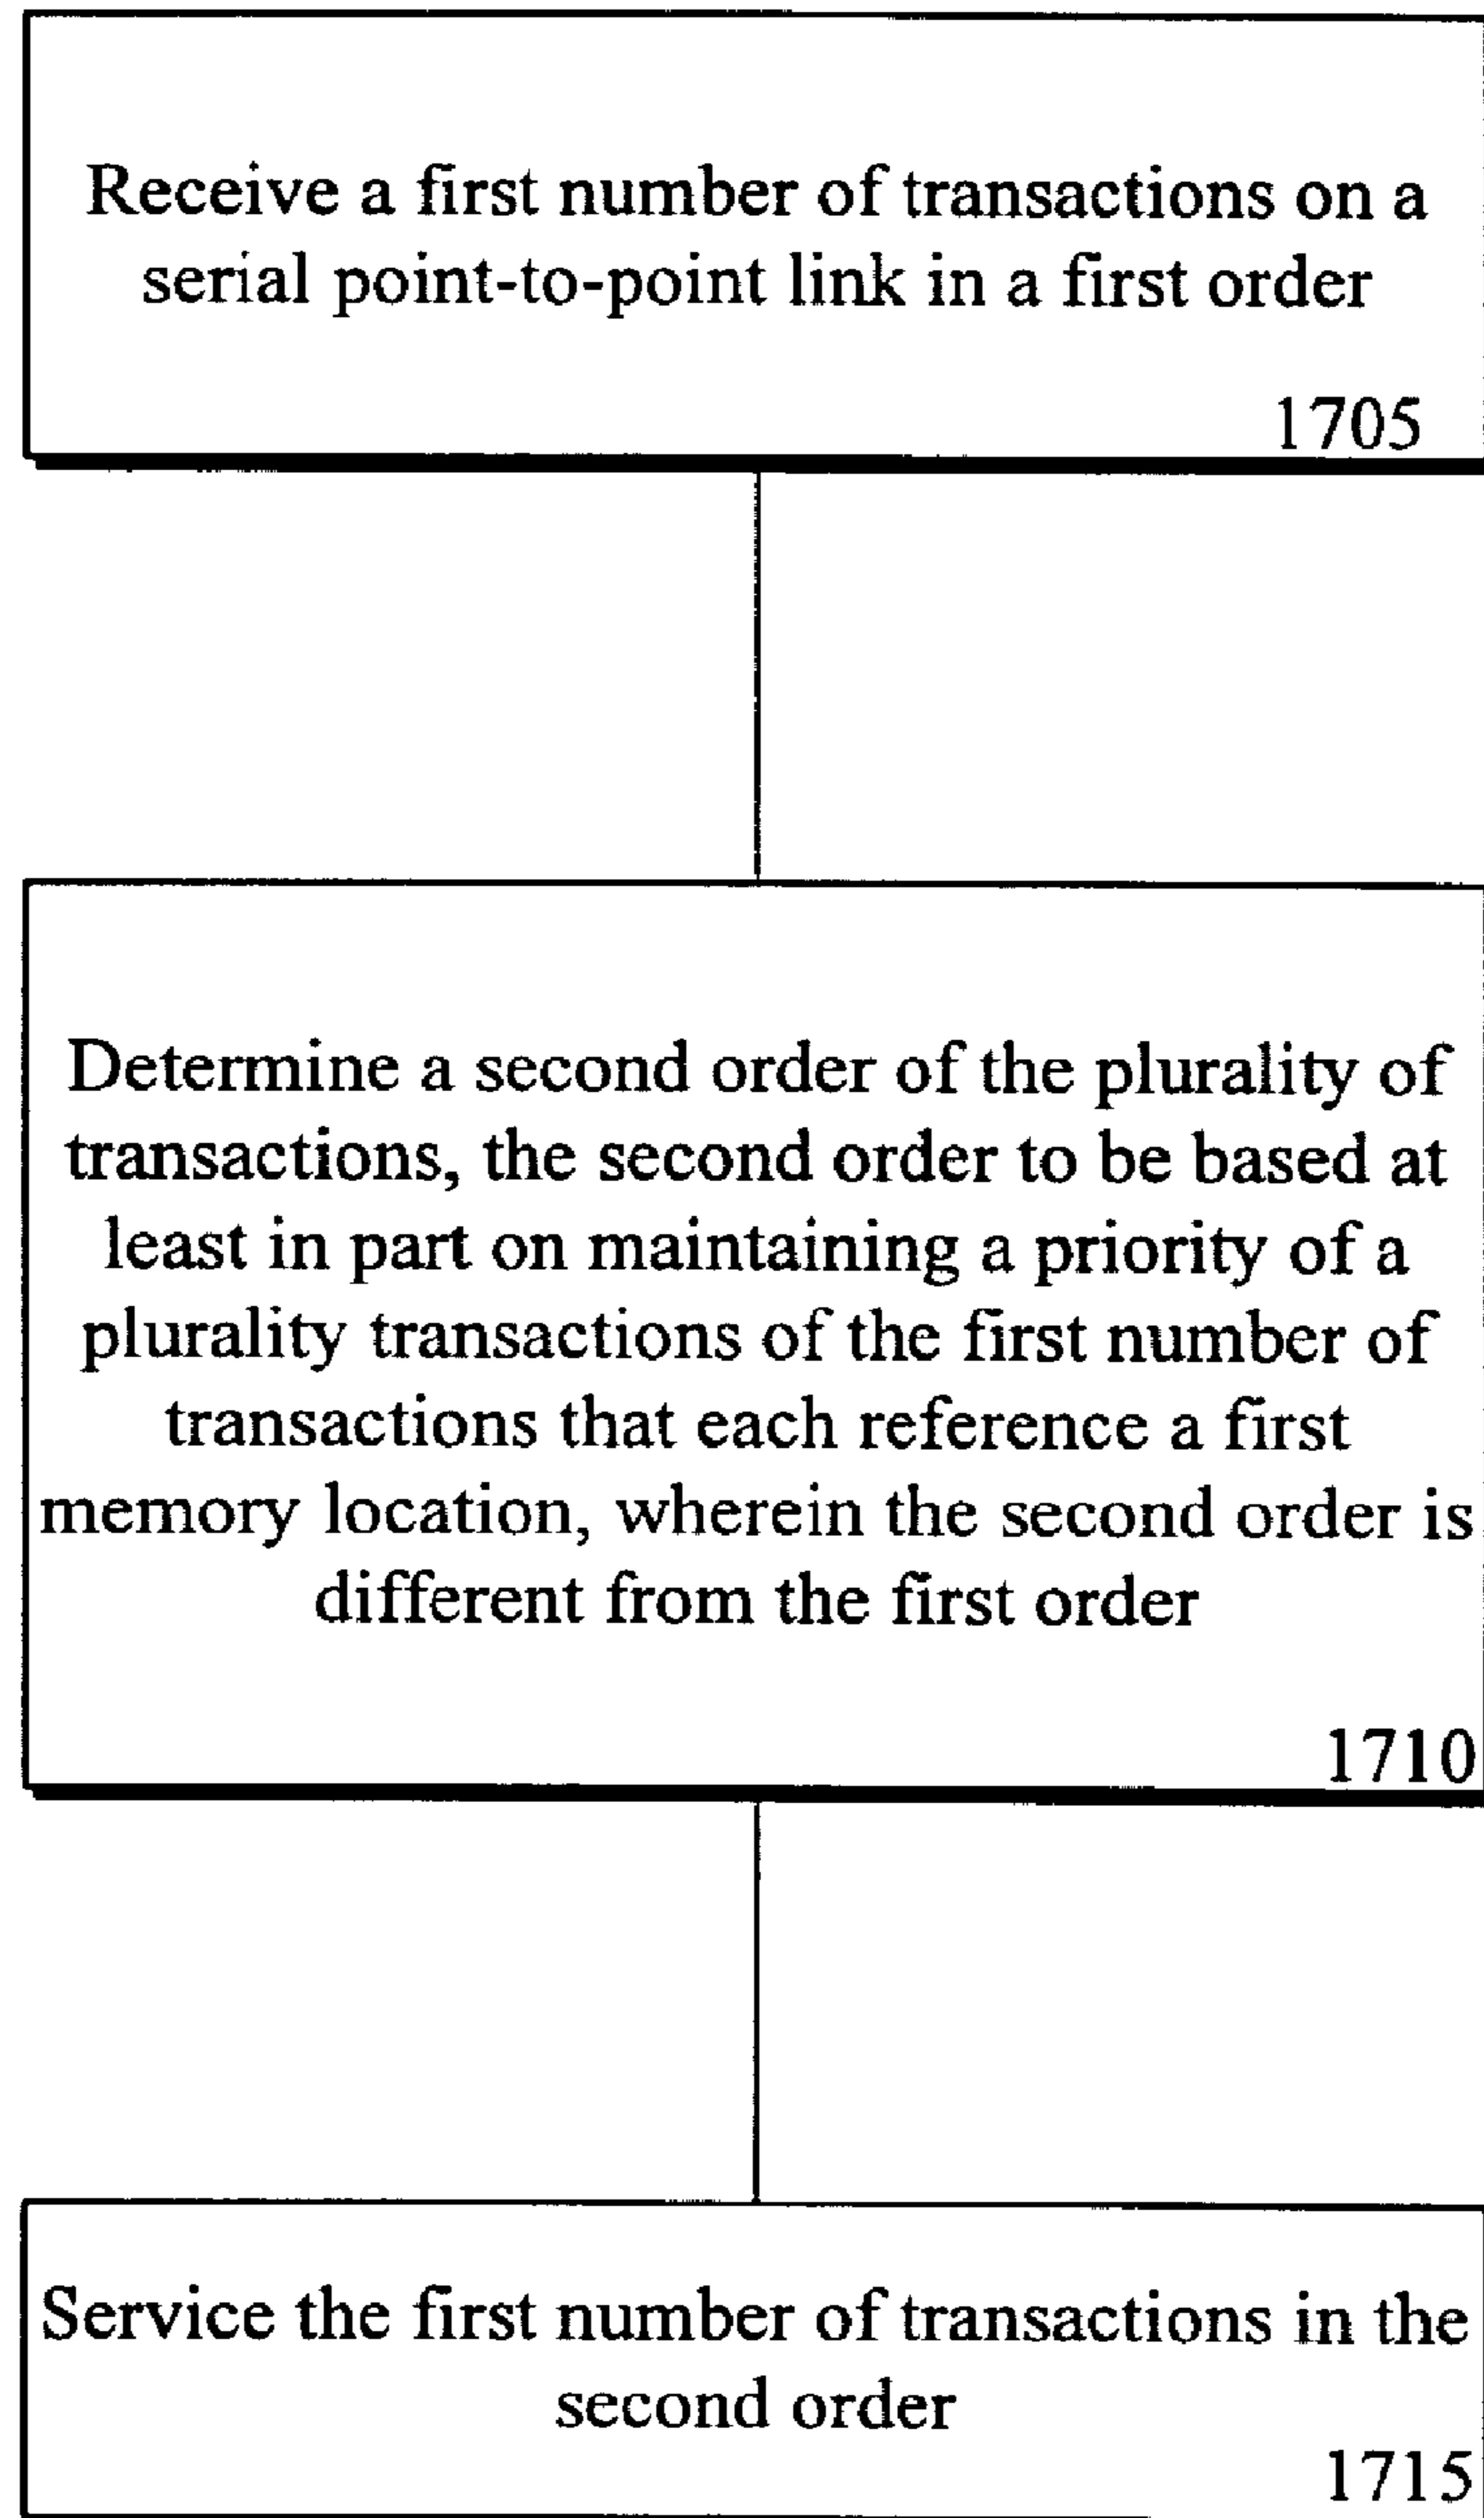 Receive a first number of transactions on a
serial point-to-point link in a first order
1705
Determine a second order of the plurality of
transactions, the second order to be based at
least in part on maintaining a priority of a
plurality transactions of the first number of
transactions that each reference a first
memory location, wherein the second order is
different from the first order
1710
Service the first number of transactions in the
second order
1715